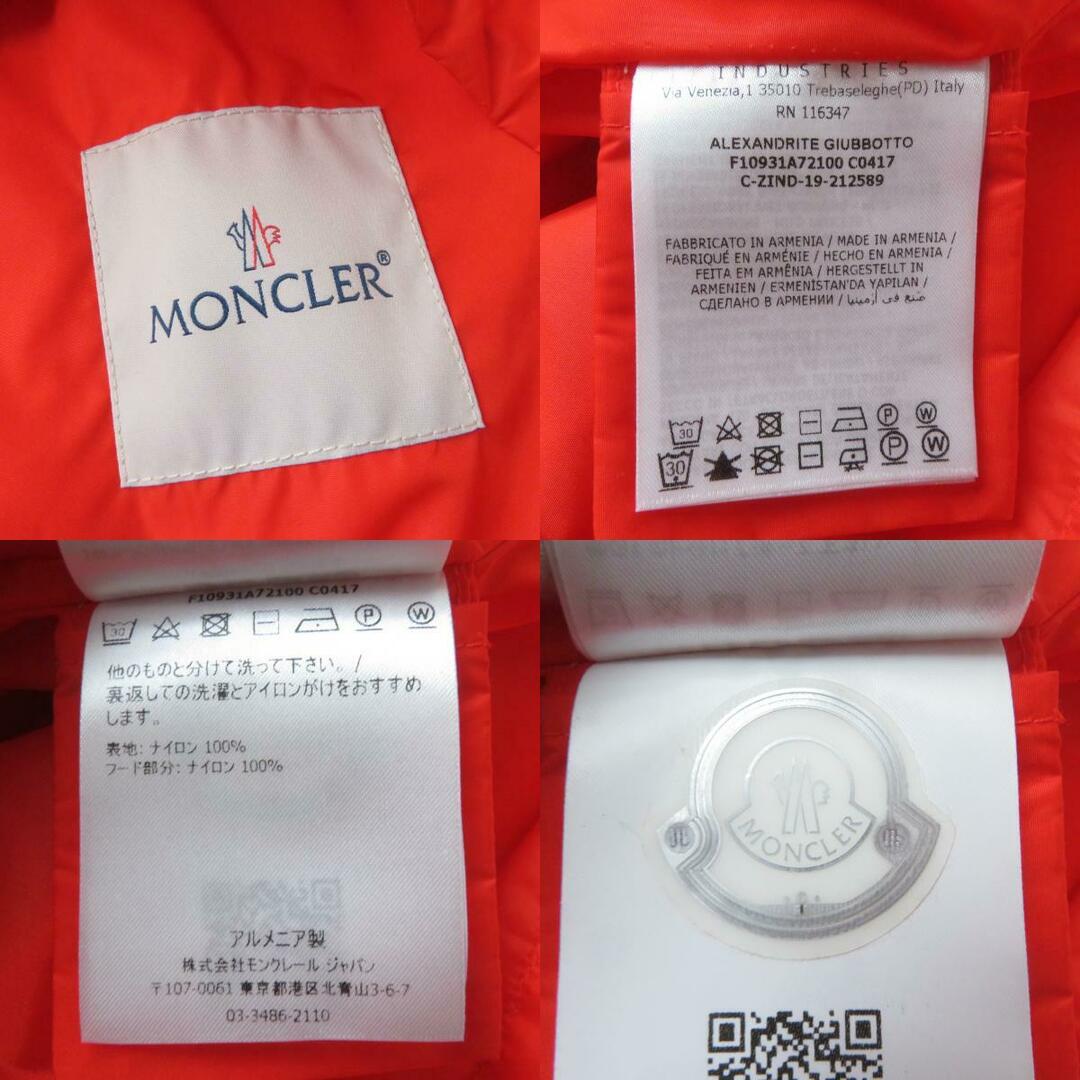 MONCLER®
INDUSTRIES
Via Venezia,1 35010 Trebaseleghe(PD) Italy
RN 116347
ALEXANDRITE GIUBBOTTO
F10931A72100 C0417
C-ZIND-19-212589
FABBRICATO IN ARMENIA / MADE IN ARMENIA /
FABRIQUÉ EN ARMÉNIE / HECHO EN ARMENIA /
FEITA EM ARMÊNIA / HERGESTELLT IN
ARMENIEN / ERMENİSTAN'DA YAPILAN /
СДЕЛАНО В АРМЕНИИ / صنع في أرمينيا
30 P W
30 P W
F10931A72100 C0417
30 P W
他のものと分けて洗って下さい。/
裏返しての洗濯とアイロンがけをおすすめ
します。
表地: ナイロン 100%
フード部分: ナイロン 100%
アルメニア製
株式会社モンクレール ジャパン
〒107-0061 東京都港区北青山3-6-7
03-3486-2110
MONCLER